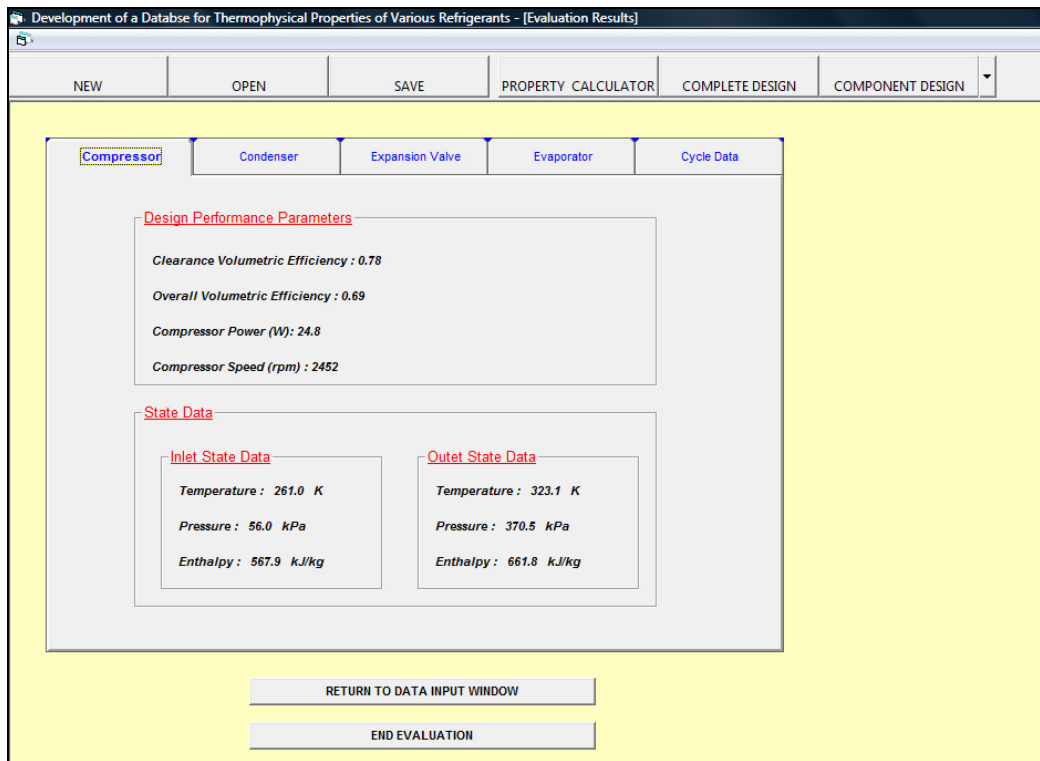 Development of a Databse for Thermophysical Properties of Various Refrigerants - [Evaluation Results]
NEW OPEN SAVE PROPERTY CALCULATOR COMPLETE DESIGN COMPONENT DESIGN
Compressor Condenser Expansion Valve Evaporator Cycle Data
Design Performance Parameters
Clearance Volumetric Efficiency : 0.78
Overall Volumetric Efficiency : 0.69
Compressor Power (W): 24.8
Compressor Speed (rpm) : 2452
State Data
Inlet State Data
Temperature : 261.0 K
Pressure : 56.0 kPa
Enthalpy : 567.9 kJ/kg
Outet State Data
Temperature : 323.1 K
Pressure : 370.5 kPa
Enthalpy : 661.8 kJ/kg
RETURN TO DATA INPUT WINDOW
END EVALUATION